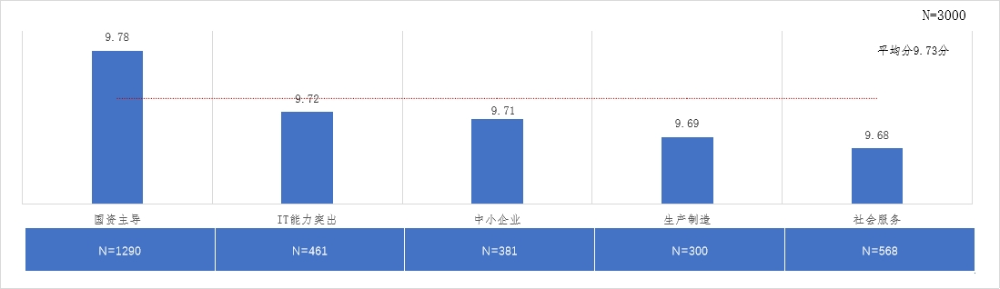 N=3000
平均分9.73分
9.78
9.72
9.71
9.69
9.68
国资主导
IT能力突出
中小企业
生产制造
社会服务
N=1290
N=461
N=381
N=300
N=568